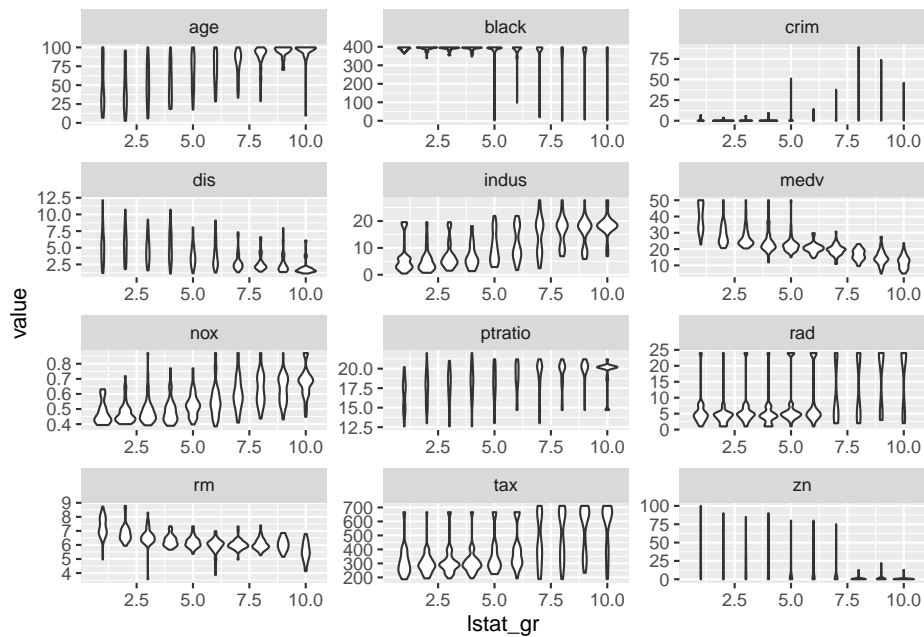 age black crim
100 400
75 300 75
50 200 50
25 100 25
0 0 0
2.5 5.0 7.5 10.0 2.5 5.0 7.5 10.0 2.5 5.0 7.5 10.0
dis indus medv
12.5 50
10.0 20 40
7.5 30
5.0 10 20
2.5 0 10
2.5 5.0 7.5 10.0 2.5 5.0 7.5 10.0 2.5 5.0 7.5 10.0
value
nox ptratio rad
0.8 20.0 25
0.7 17.5 20
0.6 15.0 15
0.5 12.5 10
0.4 5
0
2.5 5.0 7.5 10.0 2.5 5.0 7.5 10.0 2.5 5.0 7.5 10.0
rm tax zn
9 700 100
8 600 75
7 500 50
6 400 25
5 300 0
4 200
2.5 5.0 7.5 10.0 2.5 5.0 7.5 10.0 2.5 5.0 7.5 10.0
lstat_gr